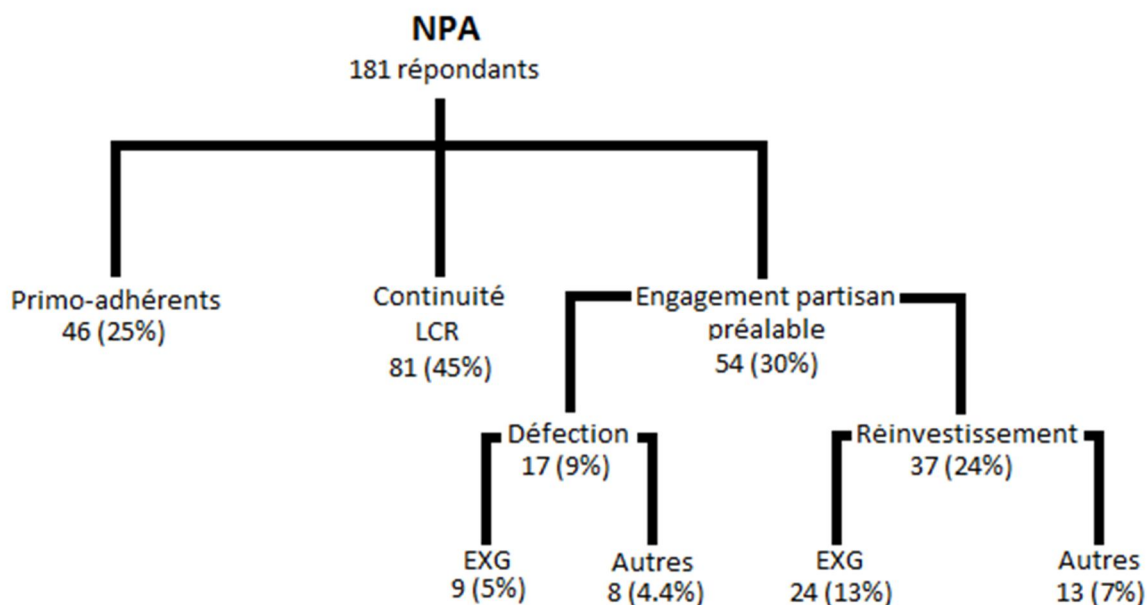 NPA
181 répondants
Primo-adhérents
46 (25%)
Continuité
LCR
81 (45%)
Engagement partisan
préalable
54 (30%)
Défection
17 (9%)
Réinvestissement
37 (24%)
EXG
9 (5%)
Autres
8 (4.4%)
EXG
24 (13%)
Autres
13 (7%)